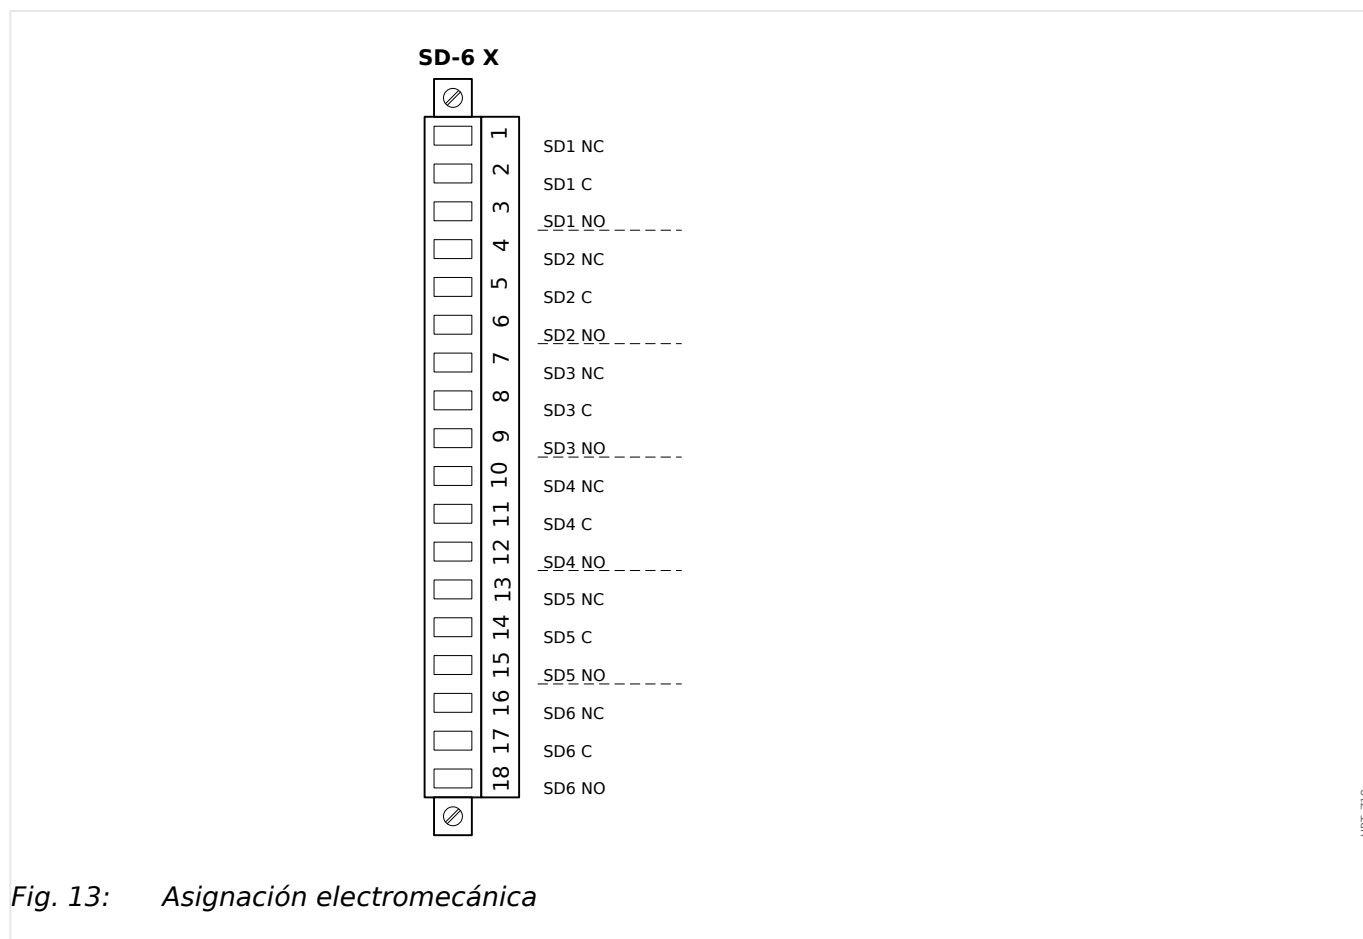 SD-6 X
1 SD1 NC
2 SD1 C
3 SD1 NO
4 SD2 NC
5 SD2 C
6 SD2 NO
7 SD3 NC
8 SD3 C
9 SD3 NO
10 SD4 NC
11 SD4 C
12 SD4 NO
13 SD5 NC
14 SD5 C
15 SD5 NO
16 SD6 NC
17 SD6 C
18 SD6 NO
Fig. 13: Asignación electromecánica